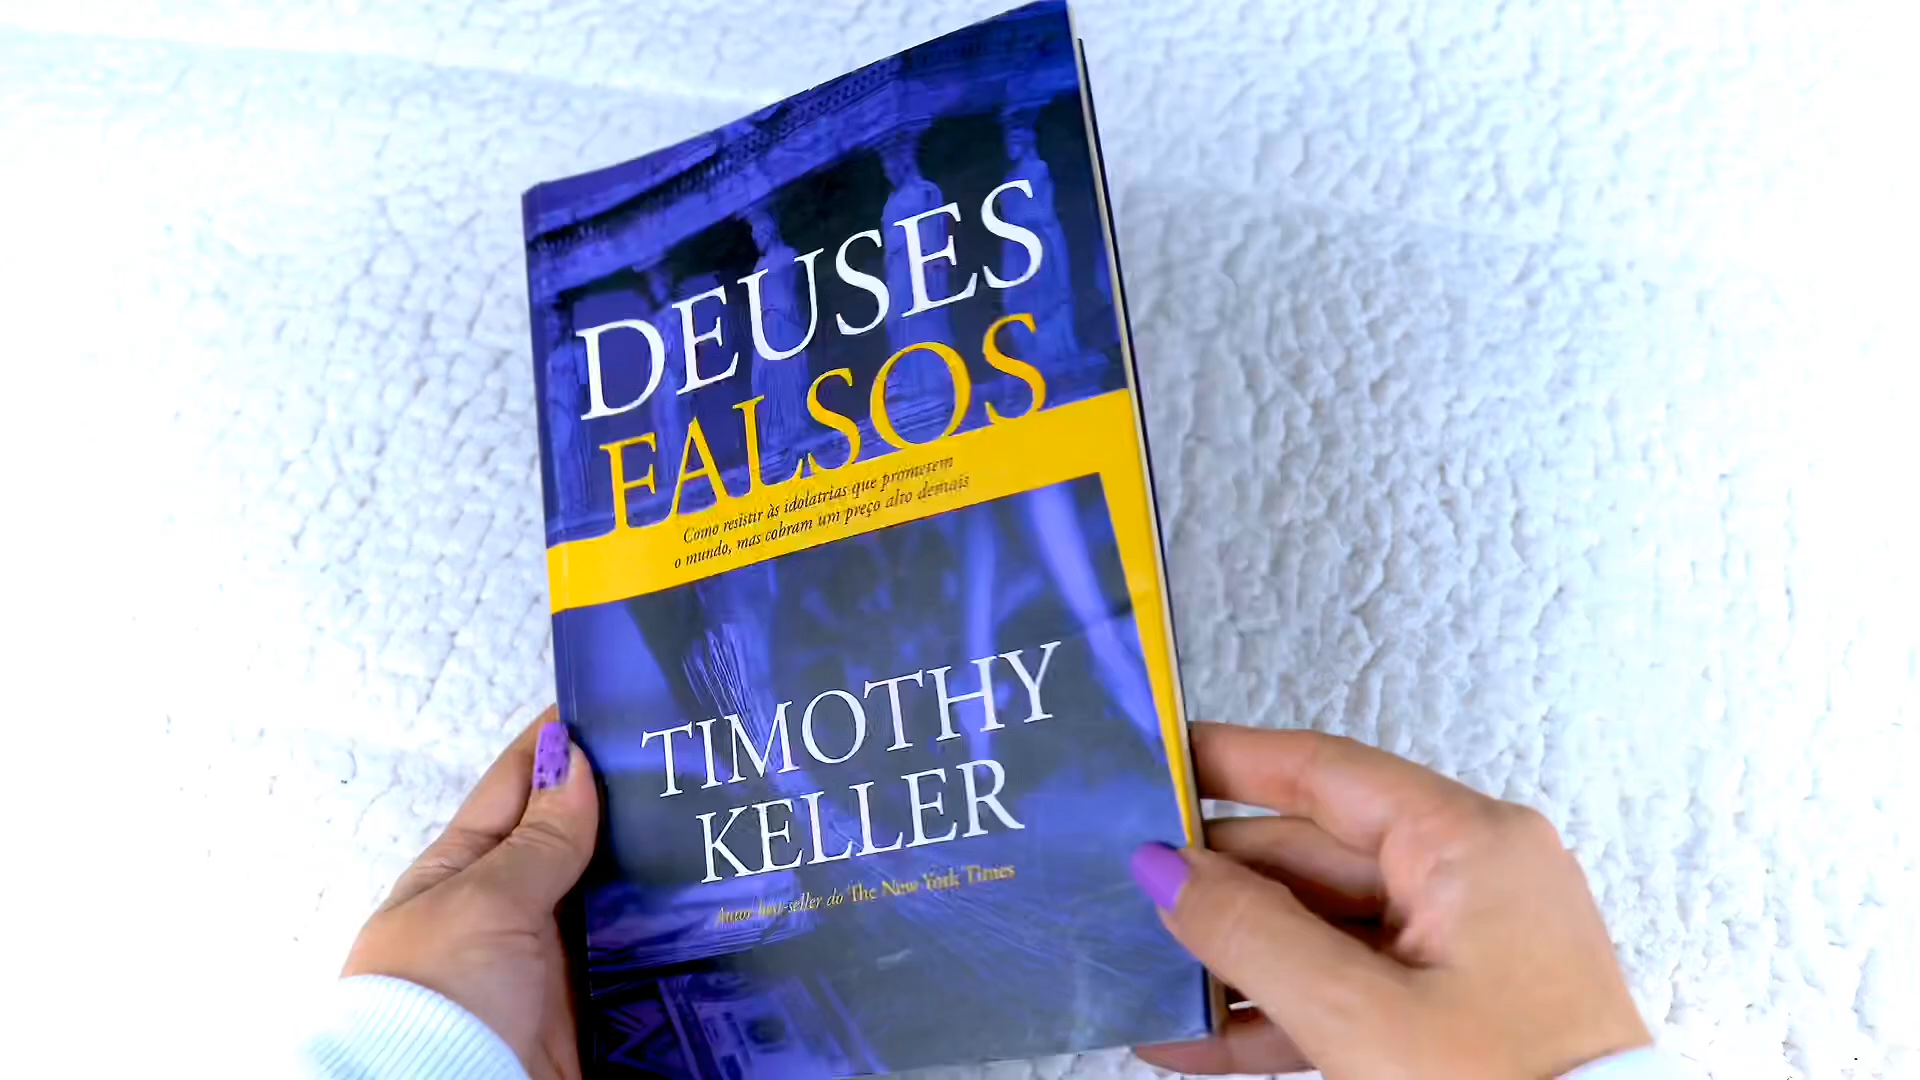 DEUSES
FALSOS
Como resistir às idolatrias que prometem
o mundo, mas cobram um preço alto demais
TIMOTHY
KELLER
Autor best-seller do The New York Times